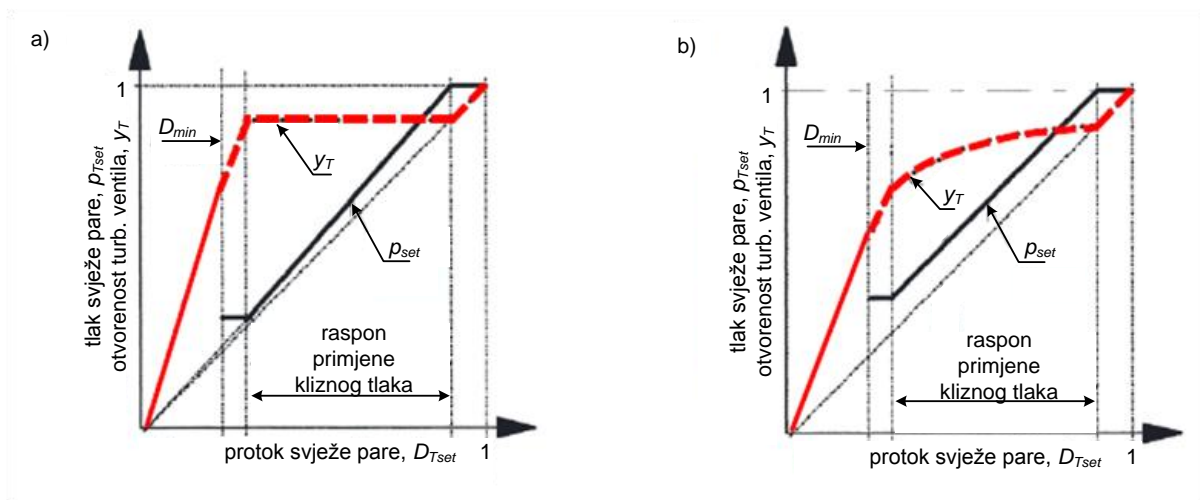 a)
1
D_min
y_T
p_set
tlak svježe pare, p_Tset
otvorenost turb. ventila, y_T
raspon
primjene
kliznog tlaka
protok svježe pare, D_Tset 1
b)
1
D_min
y_T
p_set
tlak svježe pare, p_Tset
otvorenost turb. ventila, y_T
raspon
primjene
kliznog tlaka
protok svježe pare, D_Tset 1